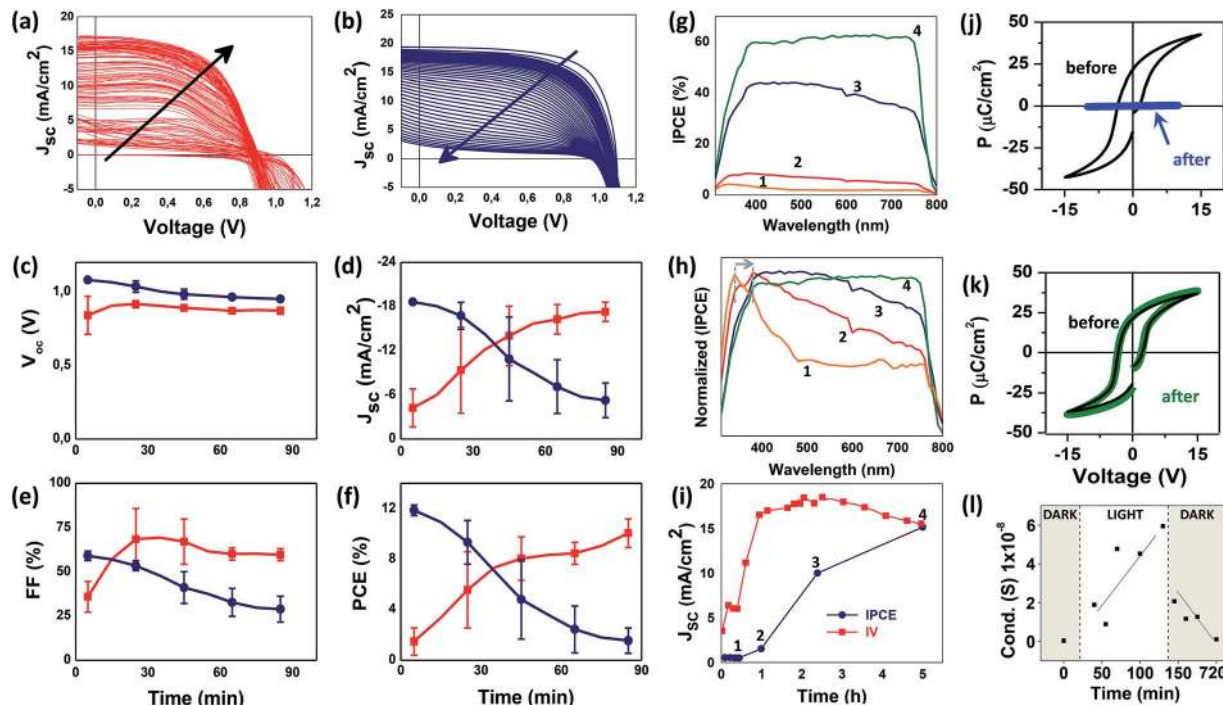 (a)
J_SC (mA/cm²)
20
15
10
5
0
-5
0,0 0,2 0,4 0,6 0,8 1,0 1,2
Voltage (V)
(b)
J_SC (mA/cm²)
20
15
10
5
0
-5
0,0 0,2 0,4 0,6 0,8 1.0 1.2
Voltage (V)
(g)
IPCE (%)
60
40
20
0
4
3
2
1
400 500 600 700 800
Wavelength (nm)
(j)
P (μC/cm²)
50
25
0
-25
-50
before
after
-15 0 15
(c)
V_oc (V)
1,0
0,5
0,0
0 30 60 90
(d)
J_SC (mA/cm²)
-24
-18
-12
-6
0
0 30 60 90
(h)
Normalized (IPCE)
4
3
2
1
400 500 600 700 800
Wavelength (nm)
(k)
P (μC/cm²)
50
25
0
-25
-50
before
after
-15 0 15
Voltage (V)
(e)
FF (%)
100
75
50
25
0
0 30 60 90
Time (min)
(f)
PCE (%)
12
8
4
0
0 30 60 90
Time (min)
(i)
J_SC (mA/cm²)
20
15
10
5
0
1
2
3
4
IPCE
IV
0 1 2 3 4 5
Time (h)
(l)
DARK LIGHT DARK
Cond. (S) 1x10⁻⁸
6
4
2
0
0 50 100 150 720
Time (min)